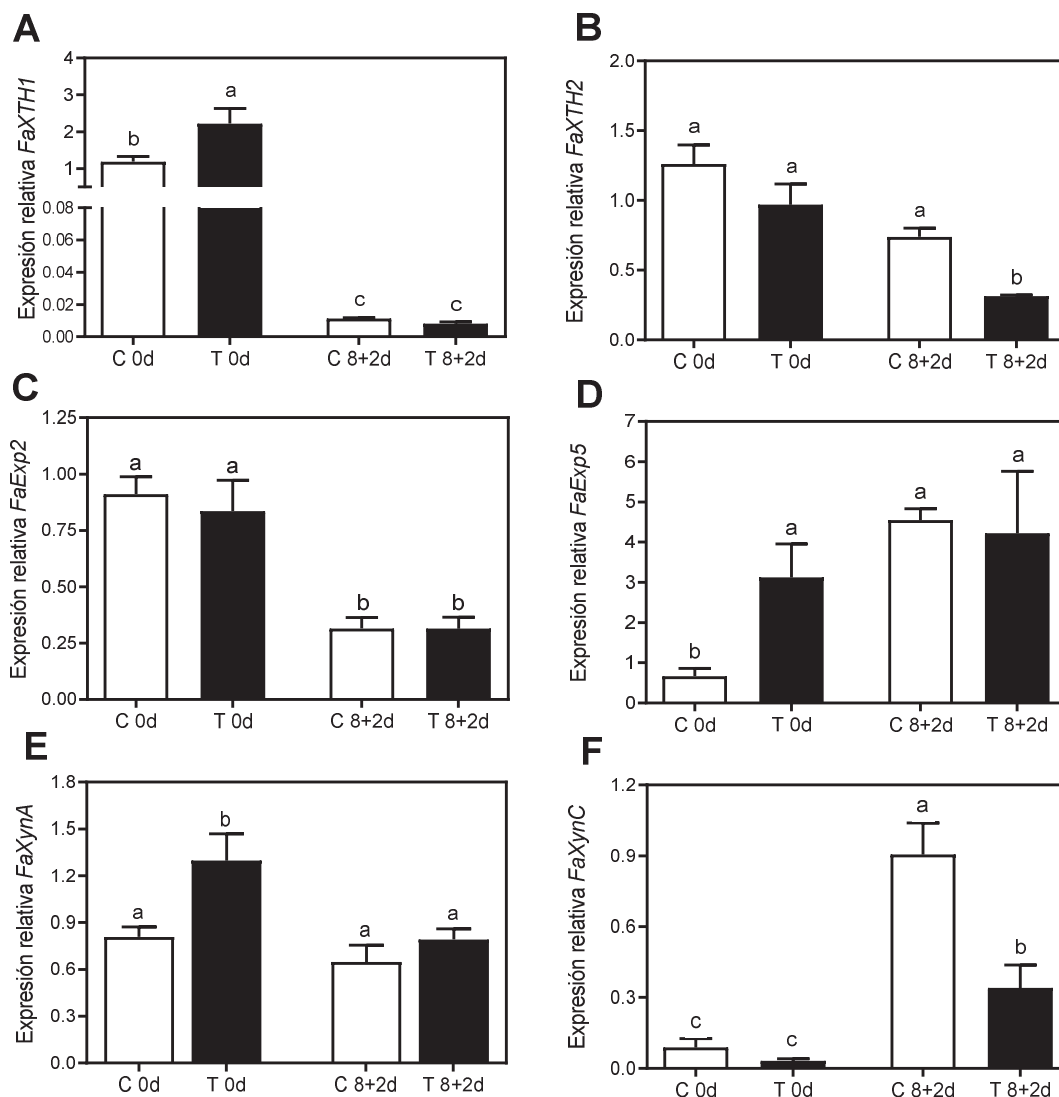 A
Expresión relativa FaXTH1
4
3
2
1
0.08
0.06
0.04
0.02
0.00
b
a
c
c
C 0d T 0d C 8+2d T 8+2d
B
Expresión relativa FaXTH2
2.0
1.5
1.0
0.5
0.0
a
a
a
b
C 0d T 0d C 8+2d T 8+2d
C
Expresión relativa FaExp2
1.25
1.00
0.75
0.50
0.25
0.00
a
a
b
b
C 0d T 0d C 8+2d T 8+2d
D
Expresión relativa FaExp5
7
6
5
4
3
2
1
0
b
a
a
a
C 0d T 0d C 8+2d T 8+2d
E
Expresión relativa FaXynA
1.8
1.5
1.2
0.9
0.6
0.3
0.0
a
b
a
a
C 0d T 0d C 8+2d T 8+2d
F
Expresión relativa FaXynC
1.2
0.9
0.6
0.3
0.0
c
c
a
b
C 0d T 0d C 8+2d T 8+2d